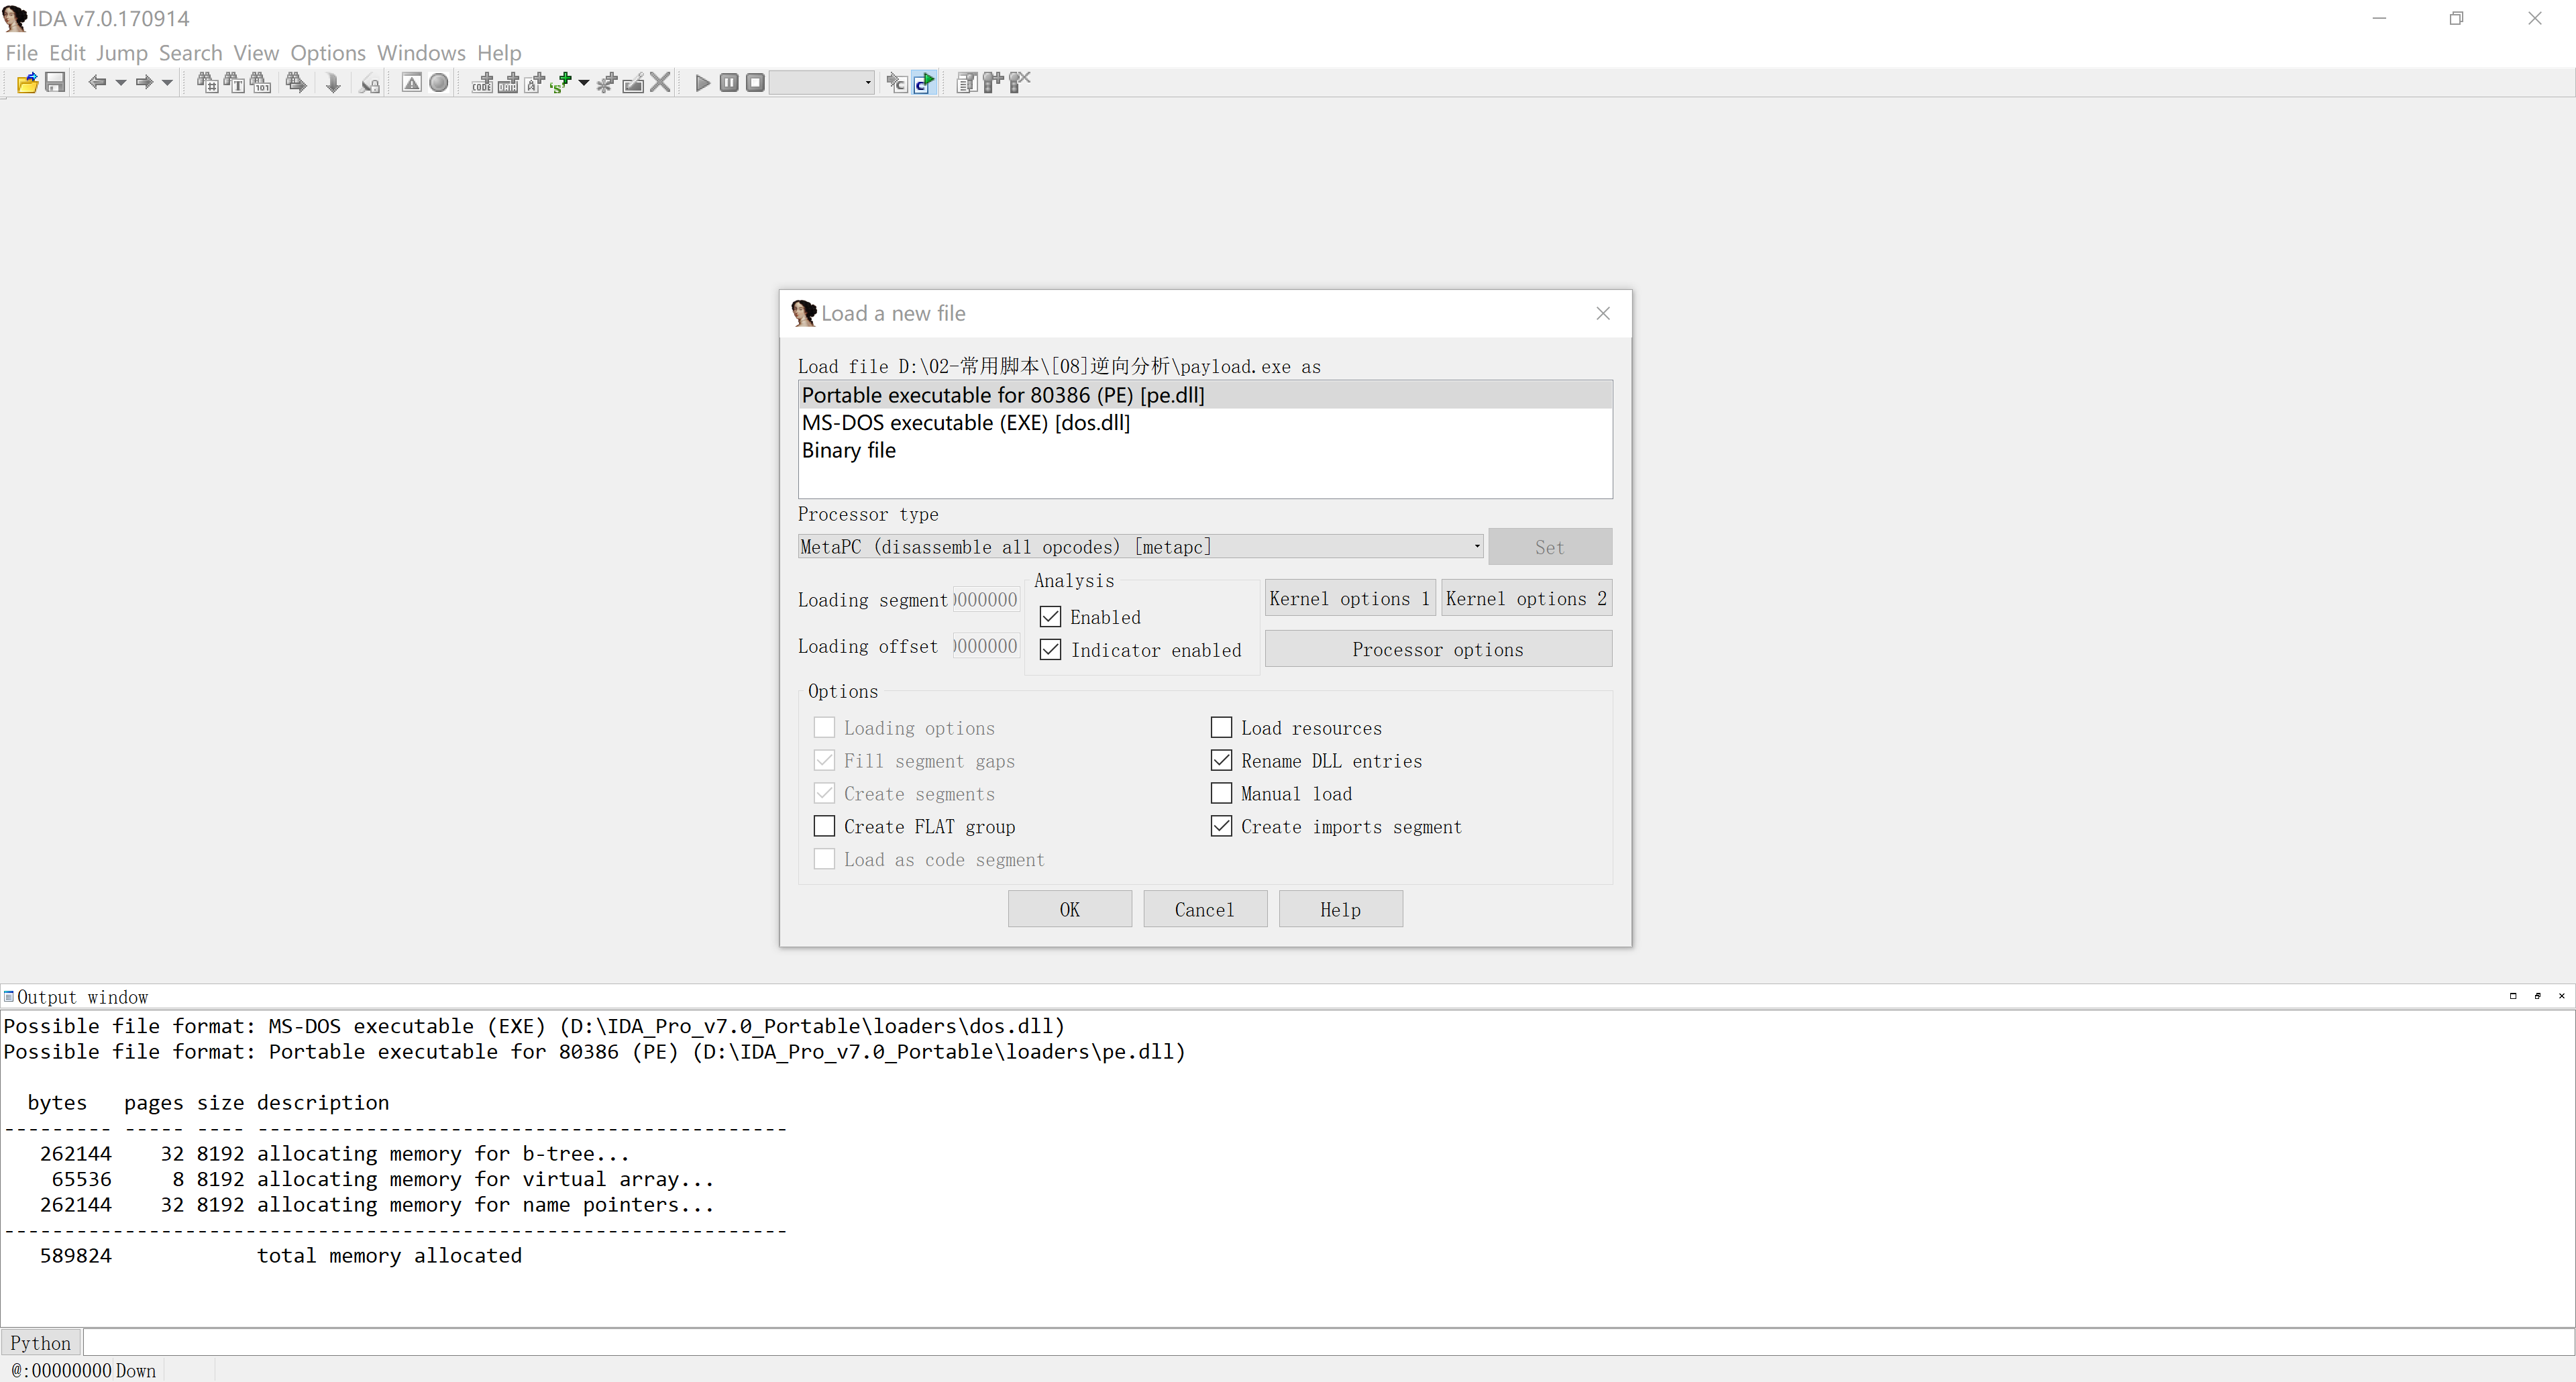 IDA v7.0.170914
File Edit Jump Search View Options Windows Help
Load a new file
Load file D:\02-常用脚本\[08]逆向分析\payload.exe as
Portable executable for 80386 (PE) [pe.dll]
MS-DOS executable (EXE) [dos.dll]
Binary file
Processor type
MetaPC (disassemble all opcodes) [metapc]
Set
Analysis
Loading segment 0000000
Enabled
Kernel options 1 Kernel options 2
Loading offset 0000000
Indicator enabled
Processor options
Options
Loading options
Load resources
Fill segment gaps
Rename DLL entries
Create segments
Manual load
Create FLAT group
Create imports segment
Load as code segment
OK Cancel Help
Output window
Possible file format: MS-DOS executable (EXE) (D:\IDA_Pro_v7.0_Portable\loaders\dos.dll)
Possible file format: Portable executable for 80386 (PE) (D:\IDA_Pro_v7.0_Portable\loaders\pe.dll)
bytes pages size description
--------- ----- ---- --------------------------------------------
262144 32 8192 allocating memory for b-tree...
65536 8 8192 allocating memory for virtual array...
262144 32 8192 allocating memory for name pointers...
-----------------------------------------------------------------
589824 total memory allocated
Python
@:00000000 Down